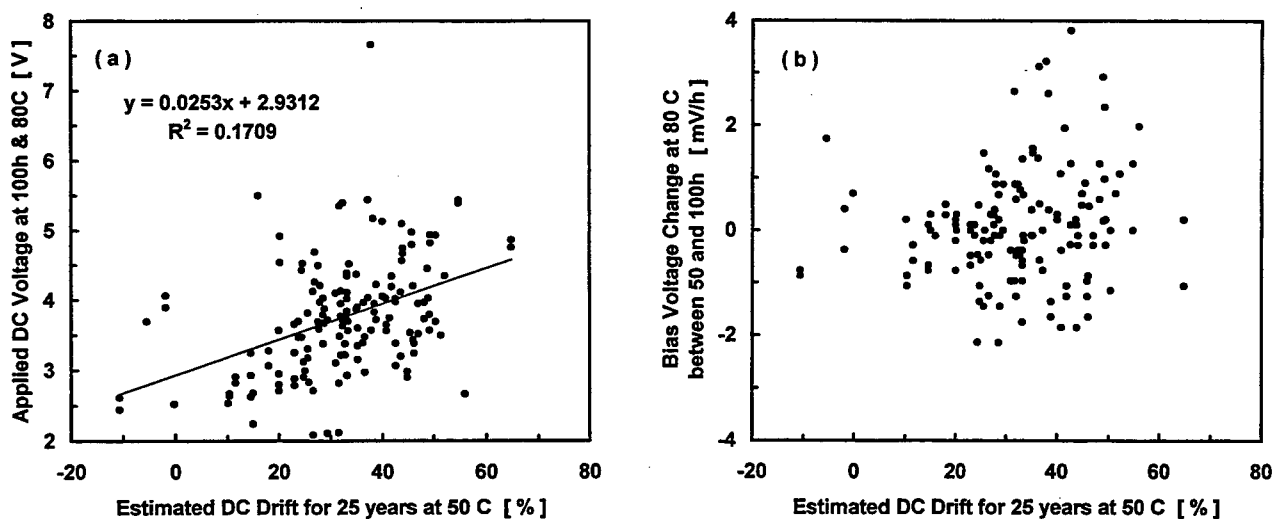 ( a )
y = 0.0253x + 2.9312
R² = 0.1709
Applied DC Voltage at 100h & 80C [ V ]
8
7
6
5
4
3
2
-20 0 20 40 60 80
Estimated DC Drift for 25 years at 50 C [ % ]
( b )
Bias Voltage Change at 80 C
between 50 and 100h [ mV/h ]
4
2
0
-2
-4
-20 0 20 40 60 80
Estimated DC Drift for 25 years at 50 C [ % ]